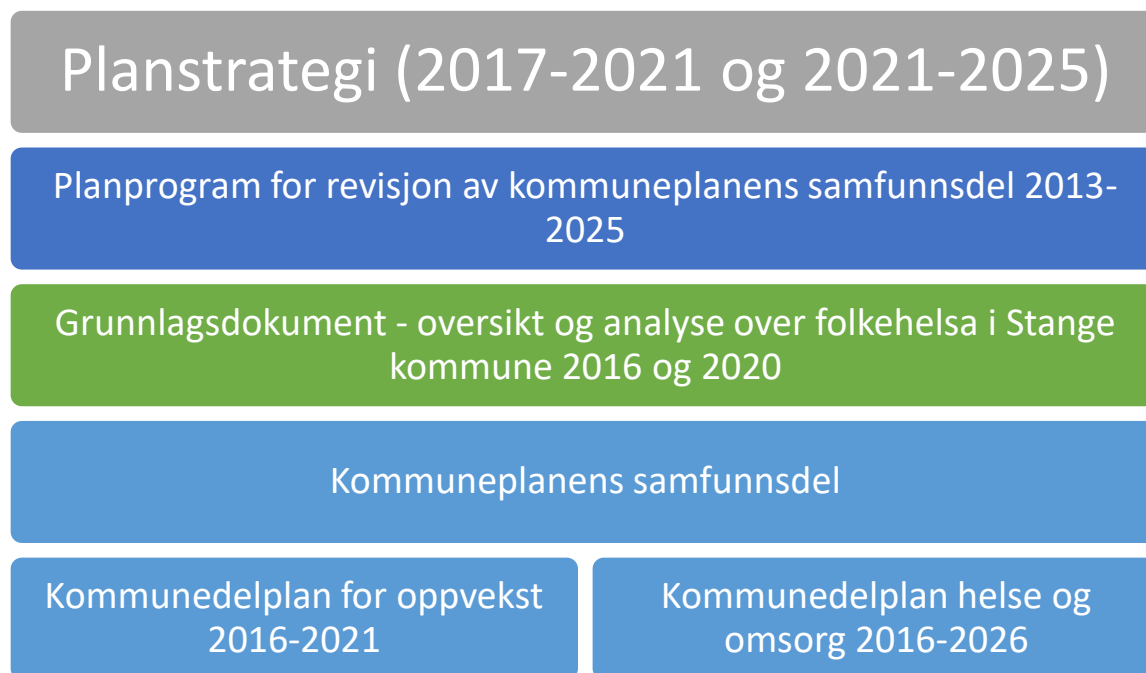 Planstrategi (2017-2021 og 2021-2025)
Planprogram for revisjon av kommuneplanens samfunnsdel 2013-
2025
Grunnlagsdokument - oversikt og analyse over folkehelsa i Stange
kommune 2016 og 2020
Kommuneplanens samfunnsdel
Kommunedelplan for oppvekst
2016-2021
Kommunedelplan helse og
omsorg 2016-2026